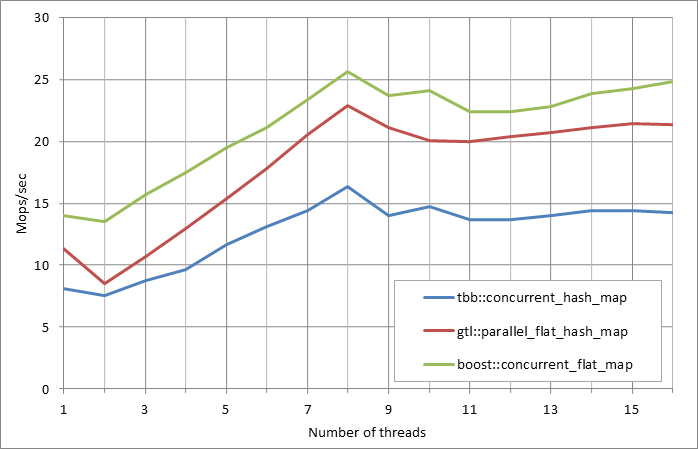 30
25
20
15
10
5
0
Mops/sec
tbb::concurrent_hash_map
gtl::parallel_flat_hash_map
boost::concurrent_flat_map
1 3 5 7 9 11 13 15
Number of threads